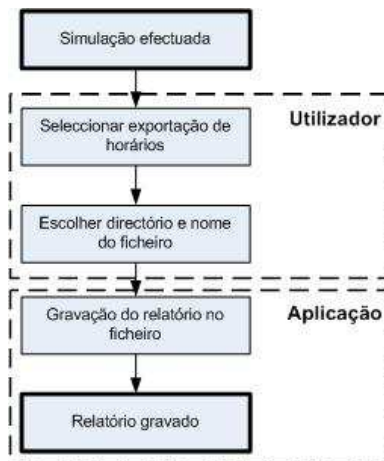 Simulação efectuada
Utilizador
Seleccionar exportação de
horários
Escolher directório e nome
do ficheiro
Aplicação
Gravação do relatório no
ficheiro
Relatório gravado